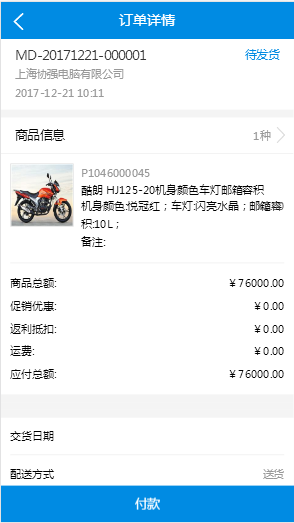 订单详情
MD-20171221-000001 待发货
上海协强电脑有限公司
2017-12-21 10:11
商品信息 1种
P1046000045
酷朗 HJ125-20机身颜色车灯邮箱容积
机身颜色:悦冠红；车灯:闪亮水晶；邮箱容
积:10L；
备注:
商品总额: ¥76000.00
促销优惠: ¥0.00
返利抵扣: ¥0.00
运费: ¥0.00
应付总额: ¥76000.00
交货日期
配送方式 送货
付款